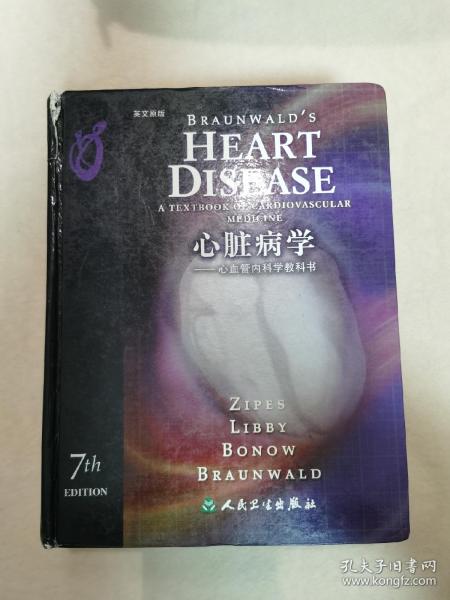 英文原版
BRAUNWALD'S
HEART
DISEASE
A TEXTBOOK OF CARDIOVASCULAR
MEDICINE
心脏病学
——心血管内科学教科书
ZIPES
LIBBY
BONOW
BRAUNWALD
7th
EDITION
人民卫生出版社
孔夫子旧书网
www.kongfz.com